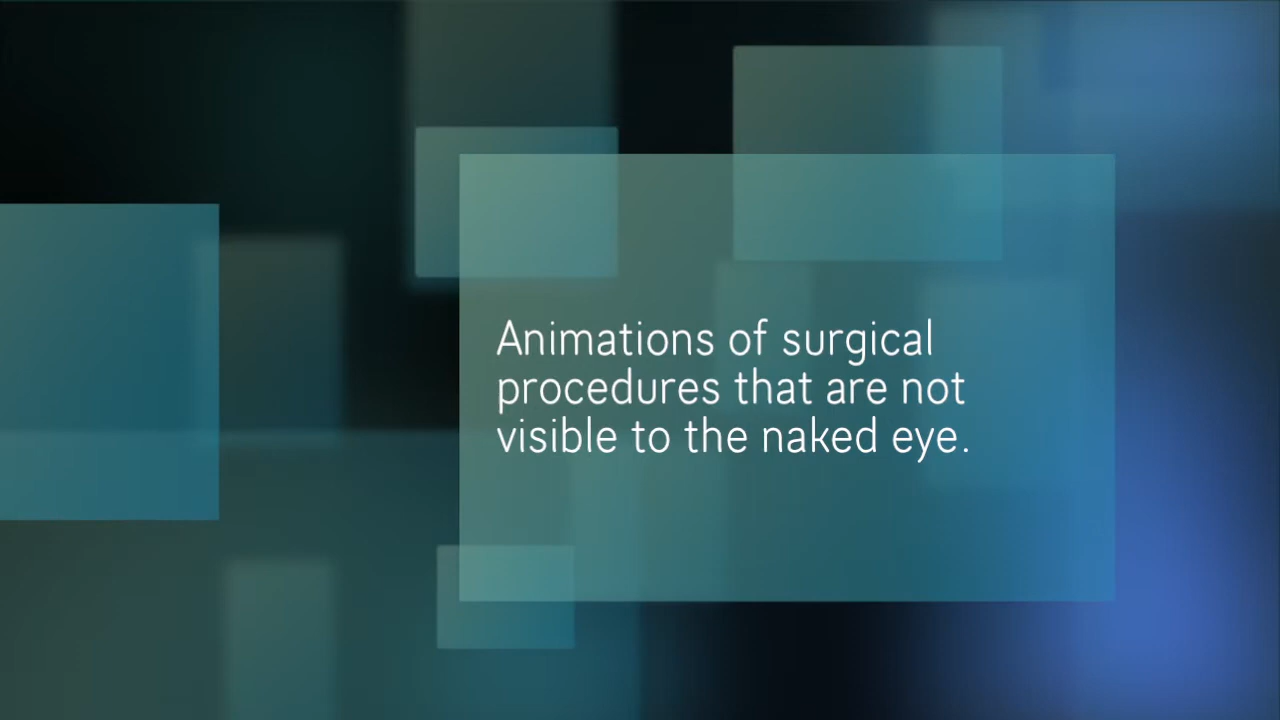 Animations of surgical
procedures that are not
visible to the naked eye.